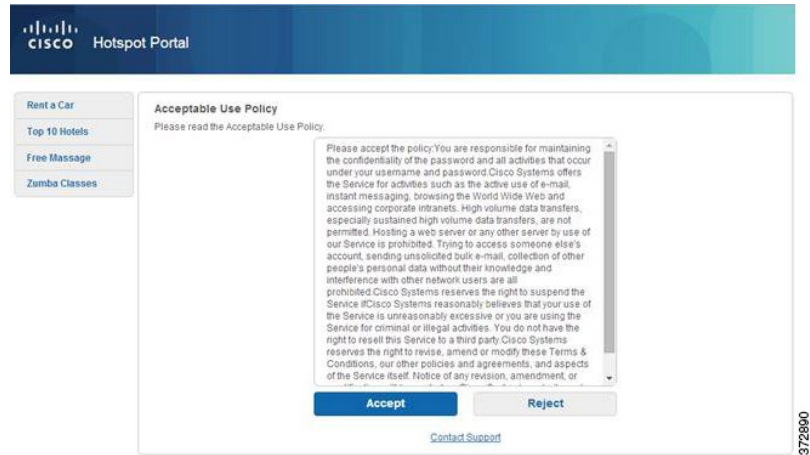 CISCO Hotspot Portal
Rent a Car
Top 10 Hotels
Free Massage
Zumba Classes
Acceptable Use Policy
Please read the Acceptable Use Policy.
Please accept the policy:You are responsible for maintaining
the confidentiality of the password and all activities that occur
under your username and password.Cisco Systems offers
the Service for activities such as the active use of e-mail,
instant messaging, browsing the World Wide Web and
accessing corporate intranets. High volume data transfers,
especially sustained high volume data transfers, are not
permitted. Hosting a web server or any other server by use of
our Service is prohibited. Trying to access someone else's
account, sending unsolicited bulk e-mail, collection of other
people's personal data without their knowledge and
interference with other network users are all
prohibited.Cisco Systems reserves the right to suspend the
Service ifCisco Systems reasonably believes that your use of
the Service is unreasonably excessive or you are using the
Service for criminal or illegal activities. You do not have the
right to resell this Service to a third party.Cisco Systems
reserves the right to revise, amend or modify these Terms &
Conditions, our other policies and agreements, and aspects
of the Service itself. Notice of any revision, amendment, or
Accept
Reject
Contact Support
372890